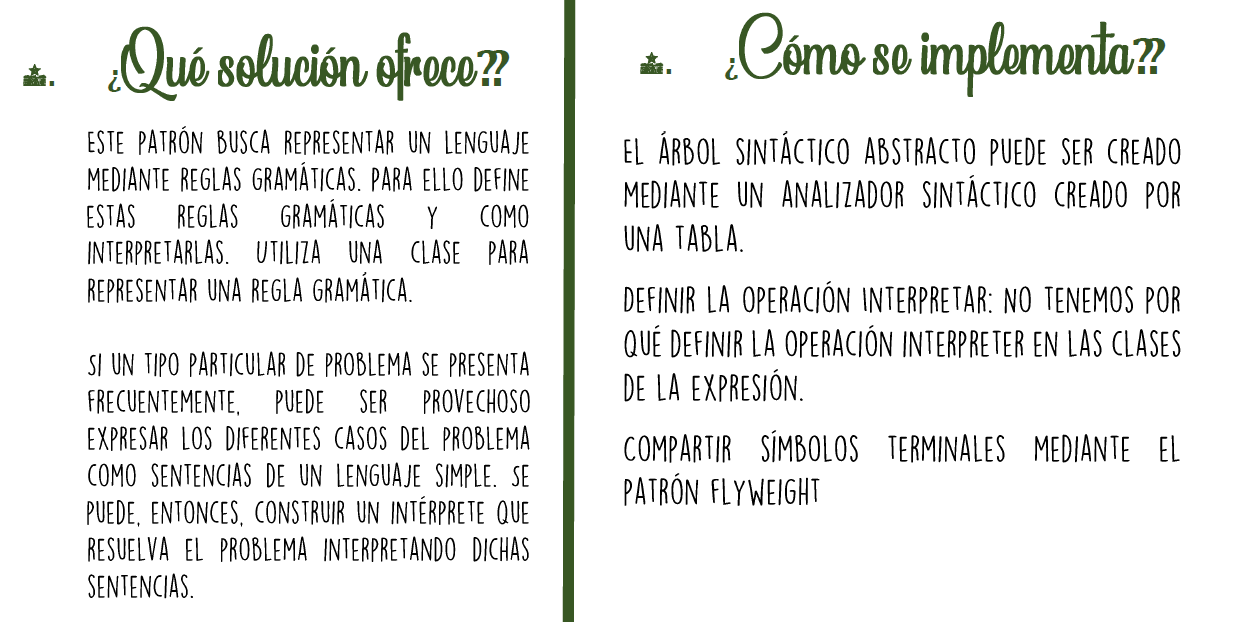 ¿Qué solución ofrece??
ESTE PATRÓN BUSCA REPRESENTAR UN LENGUAJE
MEDIANTE REGLAS GRAMÁTICAS. PARA ELLO DEFINE
ESTAS REGLAS GRAMÁTICAS Y COMO
INTERPRETARLAS. UTILIZA UNA CLASE PARA
REPRESENTAR UNA REGLA GRAMÁTICA.
SI UN TIPO PARTICULAR DE PROBLEMA SE PRESENTA
FRECUENTEMENTE, PUEDE SER PROVECHOSO
EXPRESAR LOS DIFERENTES CASOS DEL PROBLEMA
COMO SENTENCIAS DE UN LENGUAJE SIMPLE. SE
PUEDE, ENTONCES, CONSTRUIR UN INTÉRPRETE QUE
RESUELVA EL PROBLEMA INTERPRETANDO DICHAS
SENTENCIAS.
¿Cómo se implementa??
EL ÁRBOL SINTÁCTICO ABSTRACTO PUEDE SER CREADO
MEDIANTE UN ANALIZADOR SINTÁCTICO CREADO POR
UNA TABLA.
DEFINIR LA OPERACIÓN INTERPRETAR: NO TENEMOS POR
QUÉ DEFINIR LA OPERACIÓN INTERPRETER EN LAS CLASES
DE LA EXPRESIÓN.
COMPARTIR SÍMBOLOS TERMINALES MEDIANTE EL
PATRÓN FLYWEIGHT